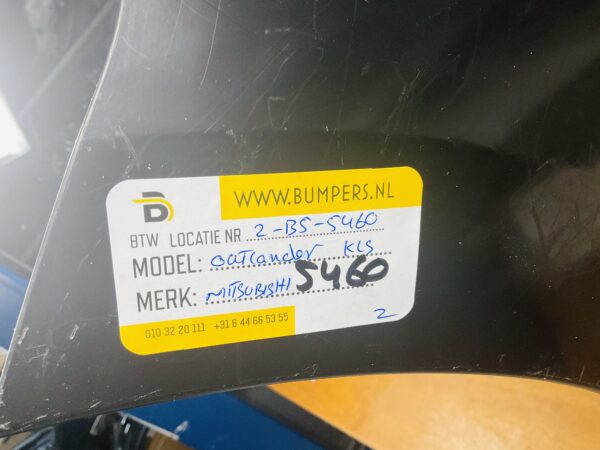 WWW.BUMPERS.NL
BTW LOCATIE NR 2-B5-5460
MODEL: outlander KLS
MERK: MITSUBISHI 5460
010 32 20 111 +31 6 44 66 53 55
2